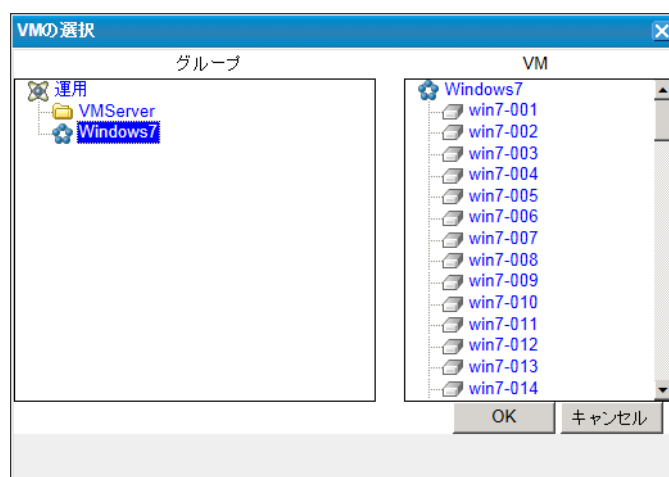 VMの選択
グループ
VM
運用
VMServer
Windows7
Windows7
win7-001
win7-002
win7-003
win7-004
win7-005
win7-006
win7-007
win7-008
win7-009
win7-010
win7-011
win7-012
win7-013
win7-014
OK
キャンセル